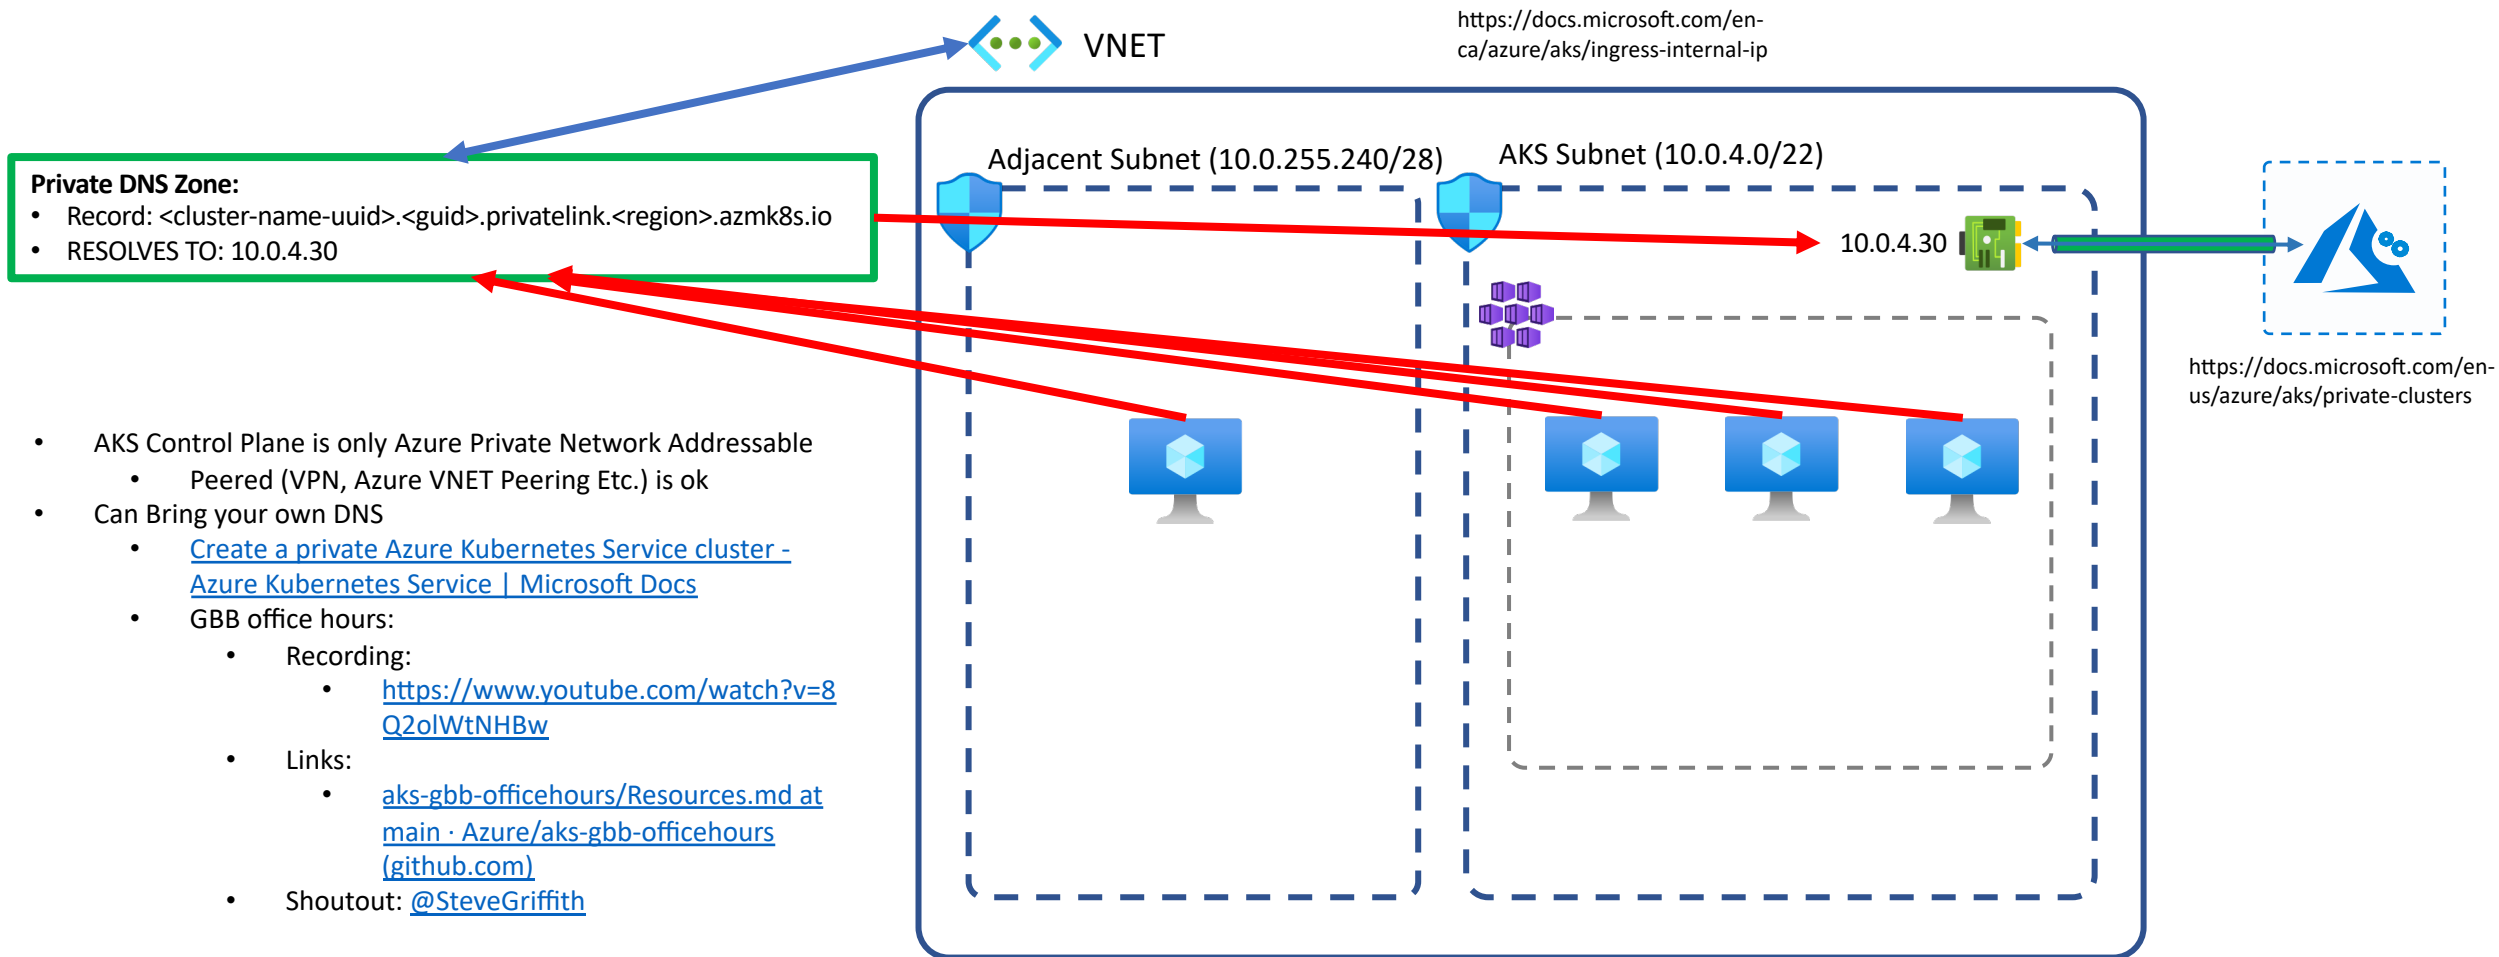 VNET
https://docs.microsoft.com/en-
ca/azure/aks/ingress-internal-ip
Private DNS Zone:
• Record: <cluster-name-uuid>.<guid>.privatelink.<region>.azmk8s.io
• RESOLVES TO: 10.0.4.30
Adjacent Subnet (10.0.255.240/28)
AKS Subnet (10.0.4.0/22)
10.0.4.30
https://docs.microsoft.com/en-
us/azure/aks/private-clusters
• AKS Control Plane is only Azure Private Network Addressable
• Peered (VPN, Azure VNET Peering Etc.) is ok
• Can Bring your own DNS
• Create a private Azure Kubernetes Service cluster -
Azure Kubernetes Service | Microsoft Docs
• GBB office hours:
• Recording:
• https://www.youtube.com/watch?v=8
Q2olWtNHBw
• Links:
• aks-gbb-officehours/Resources.md at
main · Azure/aks-gbb-officehours
(github.com)
• Shoutout: @SteveGriffith